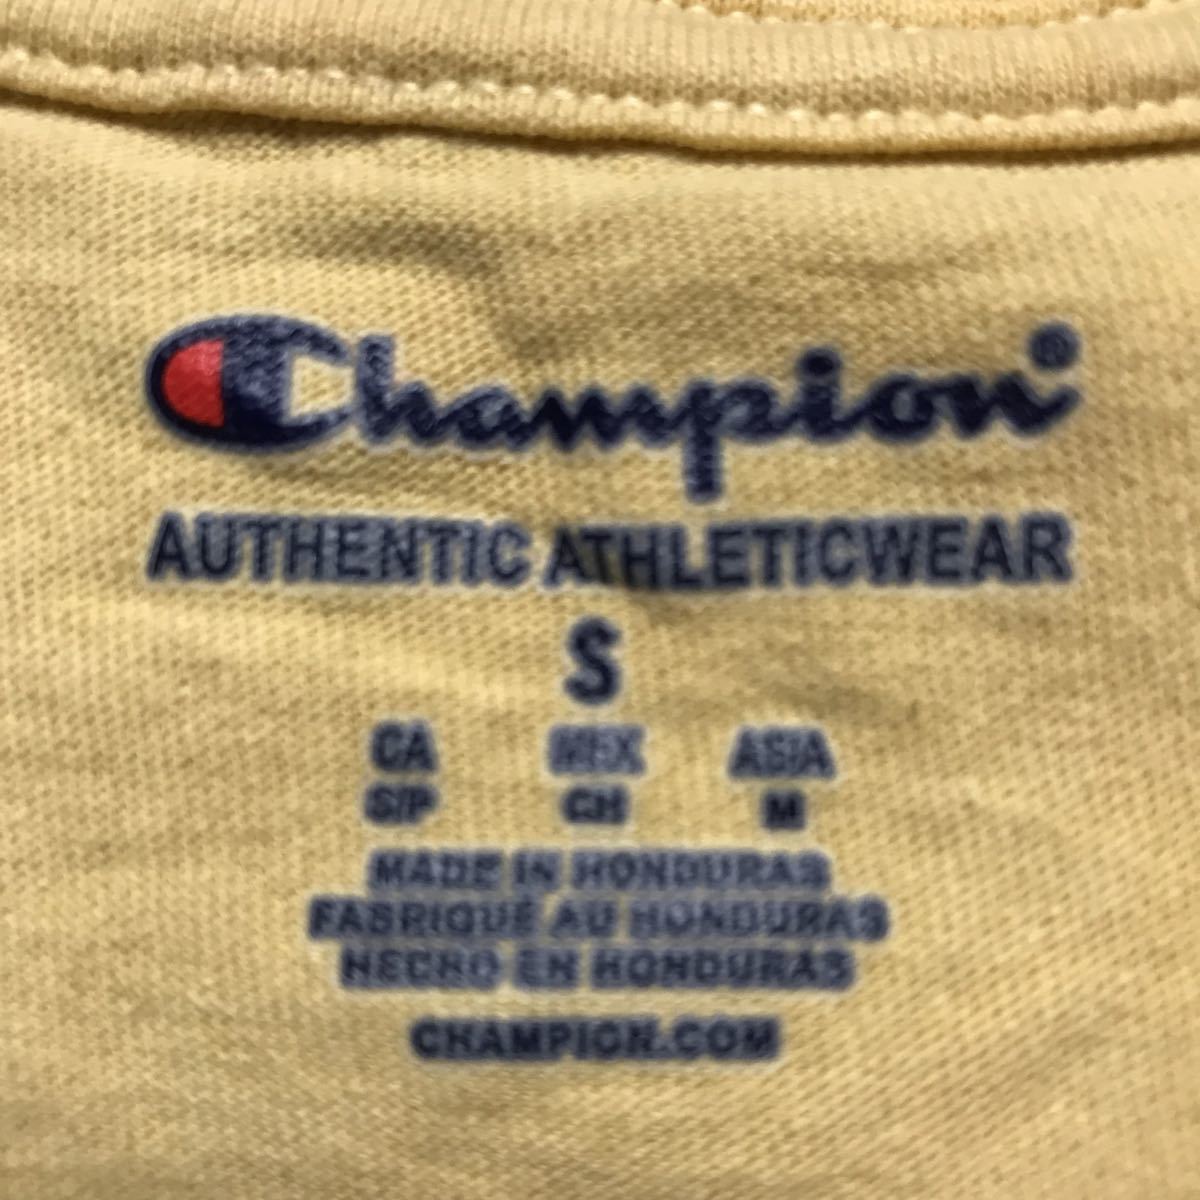 Champion®
AUTHENTIC ATHLETICWEAR
S
CA MEX ASIA
S/P CH M
MADE IN HONDURAS
FABRIQUÉ AU HONDURAS
HECHO EN HONDURAS
CHAMPION.COM